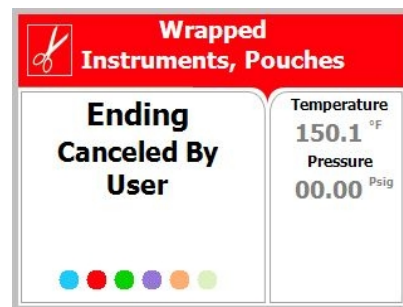 Wrapped
Instruments, Pouches
Ending
Canceled By
User
Temperature
150.1 °F
Pressure
00.00 Psig